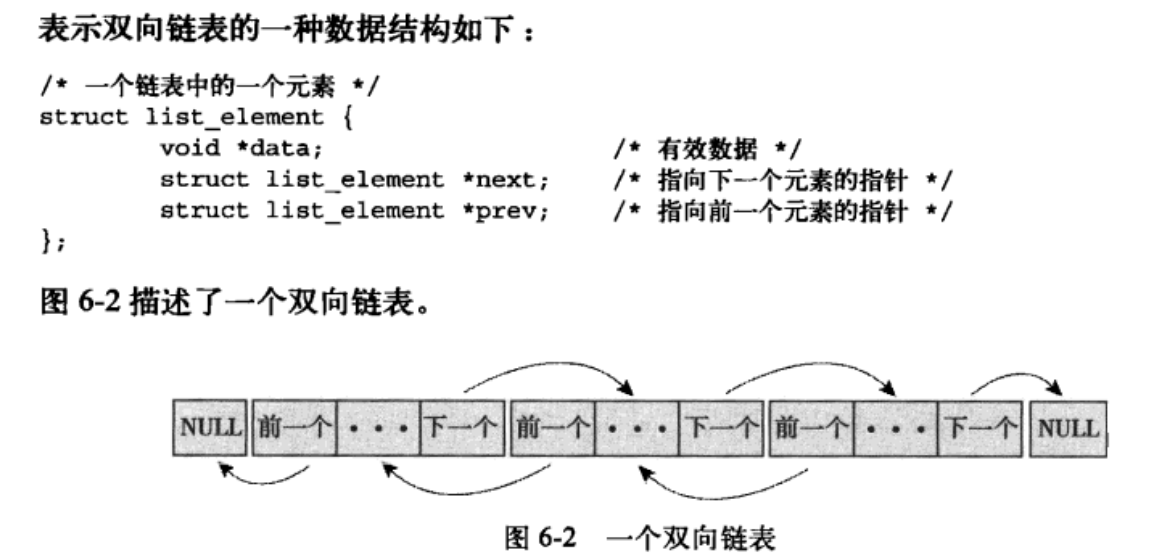 表示双向链表的一种数据结构如下：
/* 一个链表中的一个元素 */
struct list_element {
        void *data;                   /* 有效数据 */
        struct list_element *next;    /* 指向下一个元素的指针 */
        struct list_element *prev;    /* 指向前一个元素的指针 */
};
图 6-2 描述了一个双向链表。
NULL 前一个 ··· 下一个 前一个 ··· 下一个 前一个 ··· 下一个 NULL
图 6-2 一个双向链表